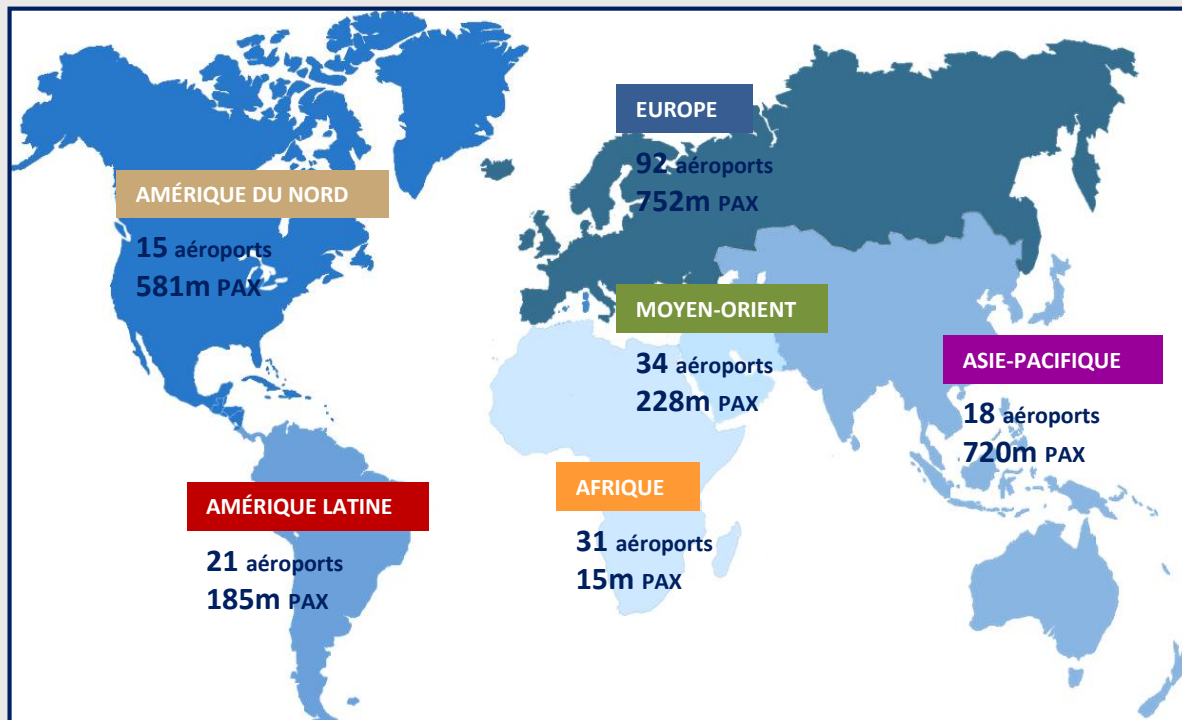 EUROPE
92 aéroports
752m PAX
AMÉRIQUE DU NORD
15 aéroports
581m PAX
MOYEN-ORIENT
34 aéroports
228m PAX
ASIE-PACIFIQUE
18 aéroports
720m PAX
AFRIQUE
31 aéroports
15m PAX
AMÉRIQUE LATINE
21 aéroports
185m PAX